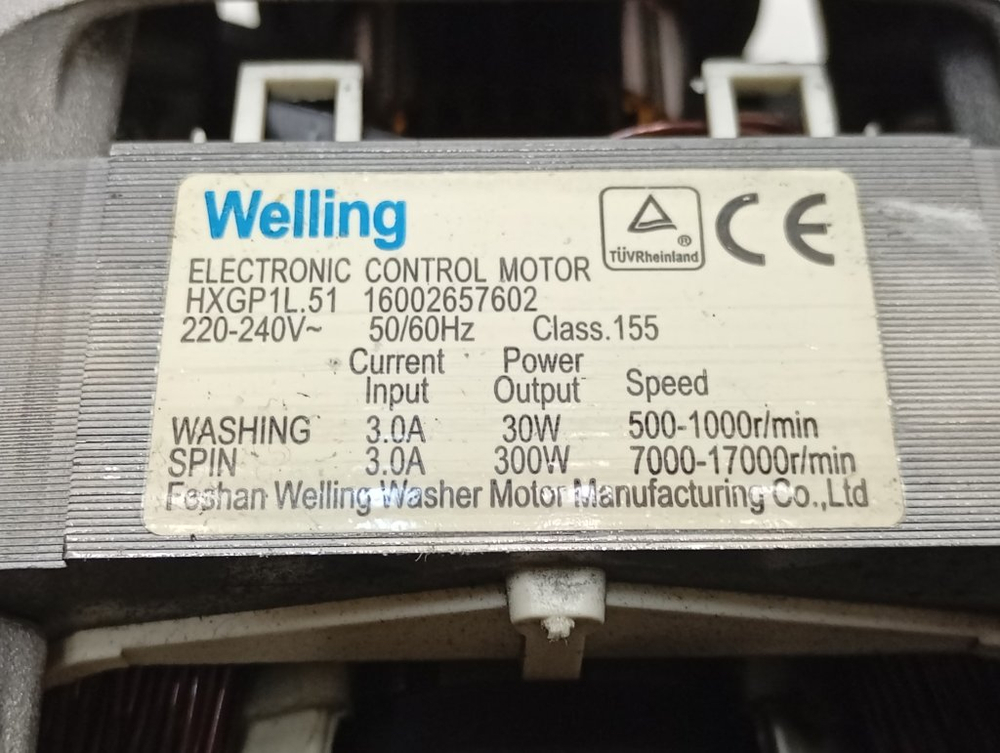 Welling
TÜVRheinland
®
CE
ELECTRONIC CONTROL MOTOR
HXGP1L.51 16002657602
220-240V~ 50/60Hz Class.155
Current Power
Input Output Speed
WASHING 3.0A 30W 500-1000r/min
SPIN 3.0A 300W 7000-17000r/min
Foshan Welling Washer Motor Manufacturing Co.,Ltd